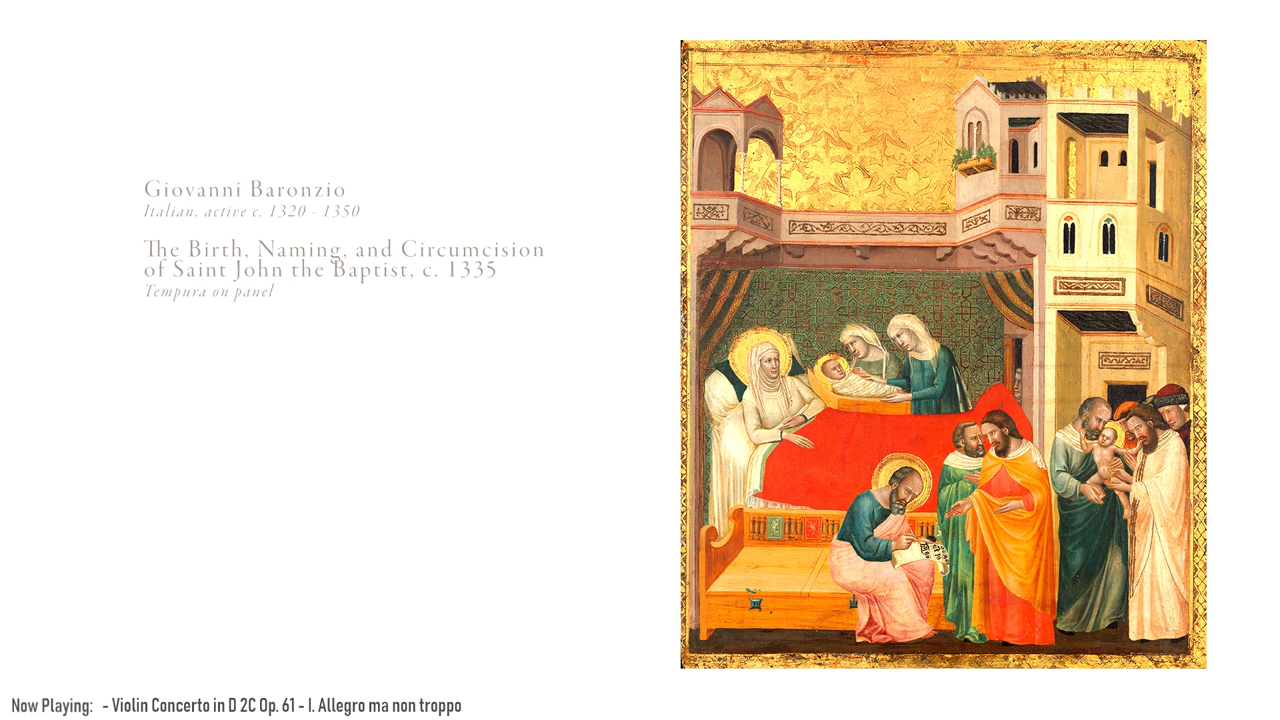 Giovanni Baronzio
Italian, active c. 1320 - 1350
The Birth, Naming, and Circumcision
of Saint John the Baptist, c. 1335
Tempura on panel
Now Playing: - Violin Concerto in D 2C Op. 61 - I. Allegro ma non troppo